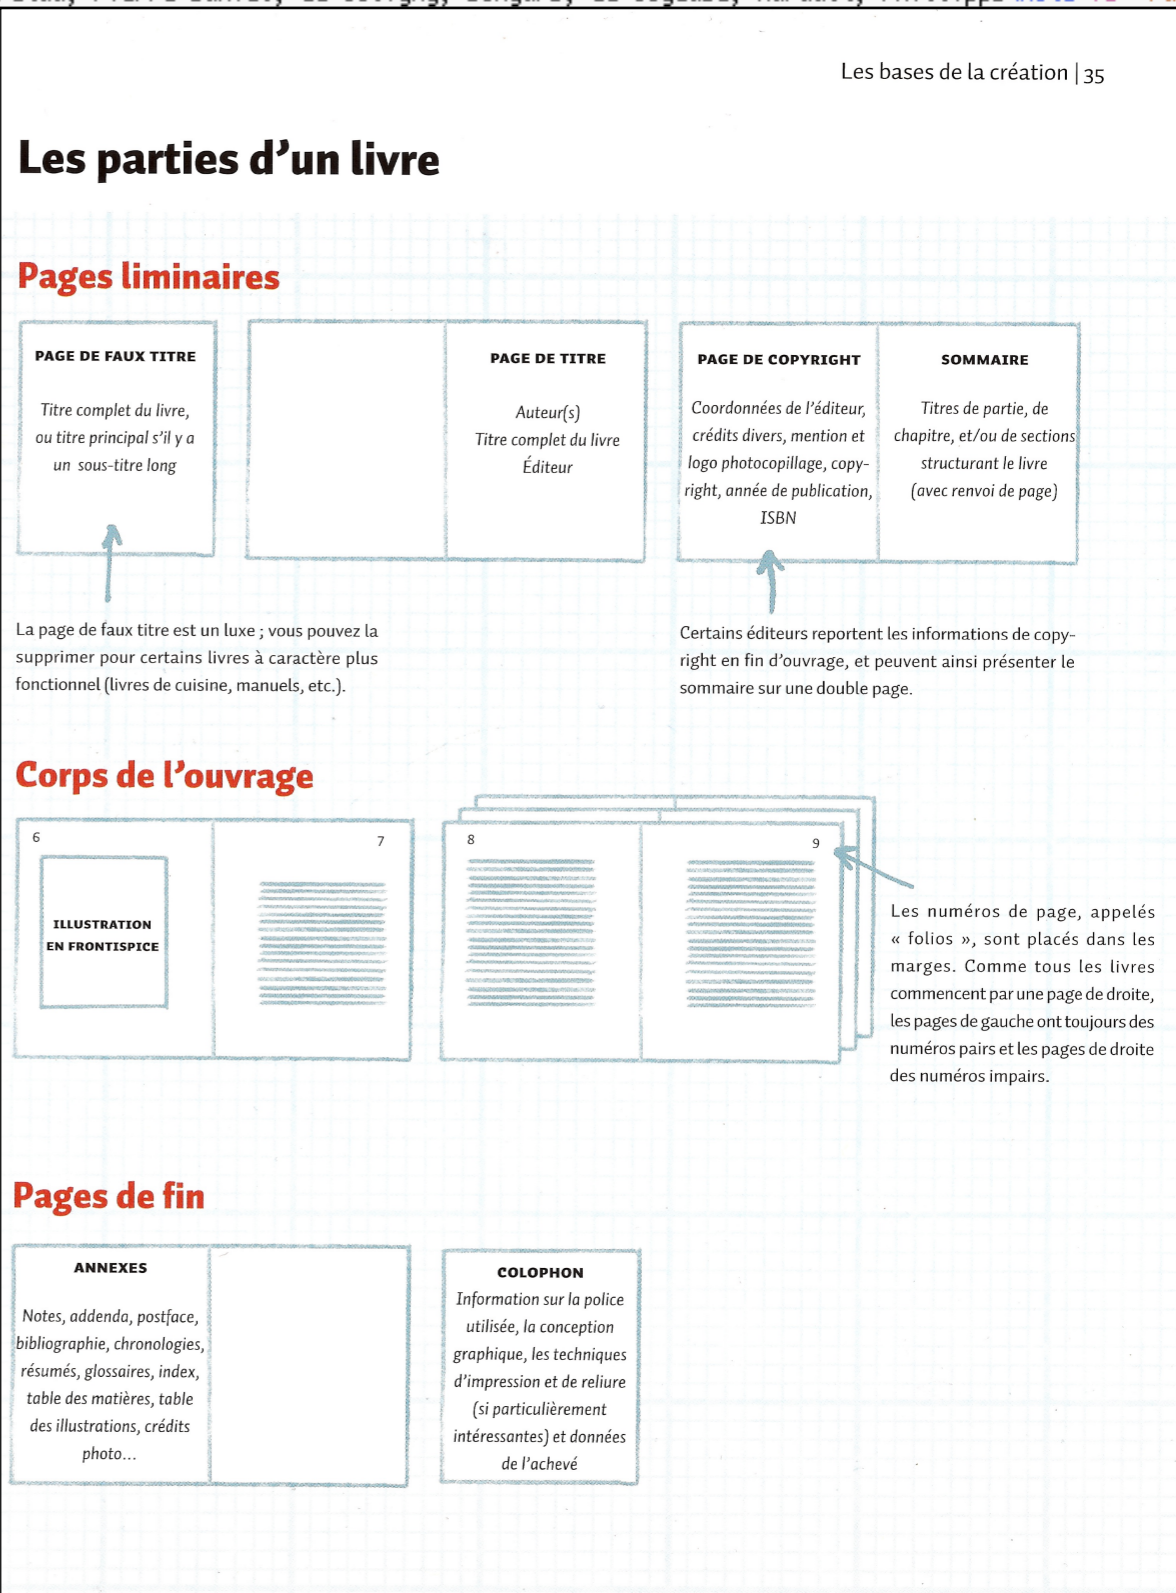 Les bases de la création | 35
Les parties d’un livre
Pages liminaires
PAGE DE FAUX TITRE
Titre complet du livre,
ou titre principal s’il y a
un sous-titre long
PAGE DE TITRE
Auteur(s)
Titre complet du livre
Éditeur
PAGE DE COPYRIGHT
Coordonnées de l’éditeur,
crédits divers, mention et
logo photocopillage, copy-
right, année de publication,
ISBN
SOMMAIRE
Titres de partie, de
chapitre, et/ou de sections
structurant le livre
(avec renvoi de page)
La page de faux titre est un luxe ; vous pouvez la
supprimer pour certains livres à caractère plus
fonctionnel (livres de cuisine, manuels, etc.).
Certains éditeurs reportent les informations de copy-
right en fin d’ouvrage, et peuvent ainsi présenter le
sommaire sur une double page.
Corps de l’ouvrage
6
ILLUSTRATION
EN FRONTISPICE
7
8
9
Les numéros de page, appelés
« folios », sont placés dans les
marges. Comme tous les livres
commencent par une page de droite,
les pages de gauche ont toujours des
numéros pairs et les pages de droite
des numéros impairs.
Pages de fin
ANNEXES
Notes, addenda, postface,
bibliographie, chronologies,
résumés, glossaires, index,
table des matières, table
des illustrations, crédits
photo…
COLOPHON
Information sur la police
utilisée, la conception
graphique, les techniques
d’impression et de reliure
(si particulièrement
intéressantes) et données
de l’achevé